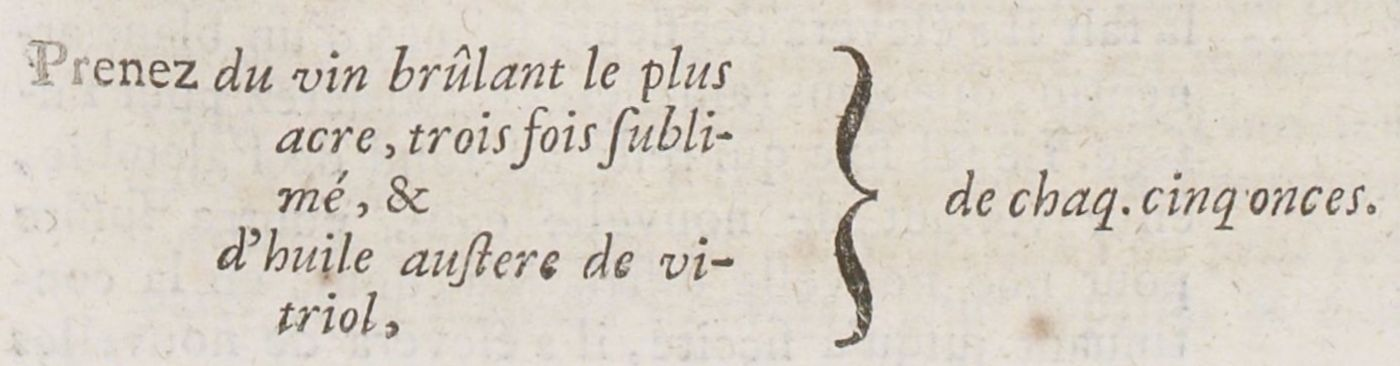 Prenez du vin brûlant le plus
acre, trois fois ſubli-
mé, &
d'huile auſtere de vi-
triol,
de chaq. cinq onces.